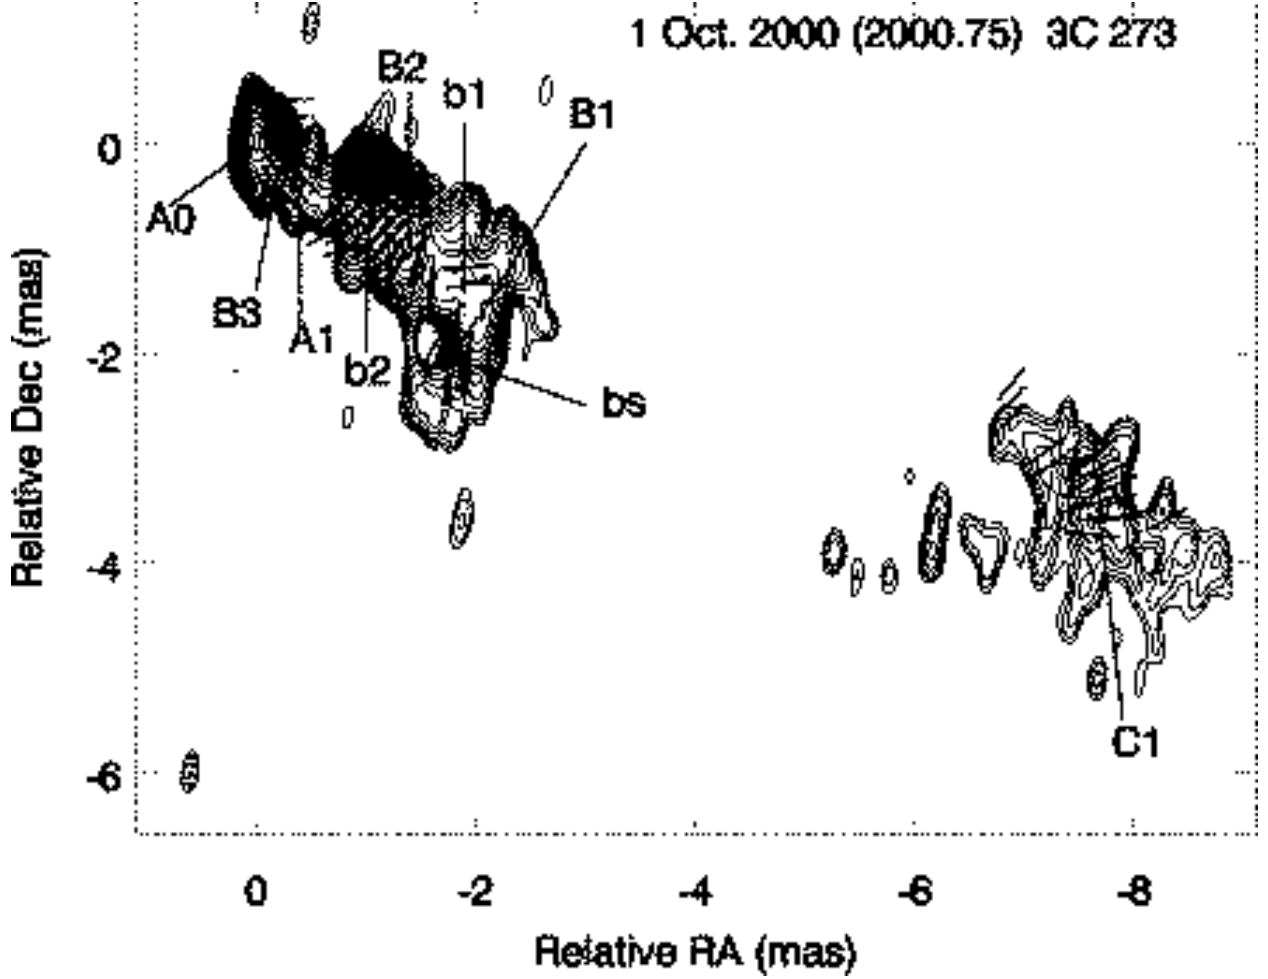 1 Oct. 2000 (2000.75) 3C 273
B2
b1
B1
0
A0
B3
A1
b2
-2
bs
Relative Dec (mas)
-4
C1
-6
0 -2 -4 -6 -8
Relative RA (mas)